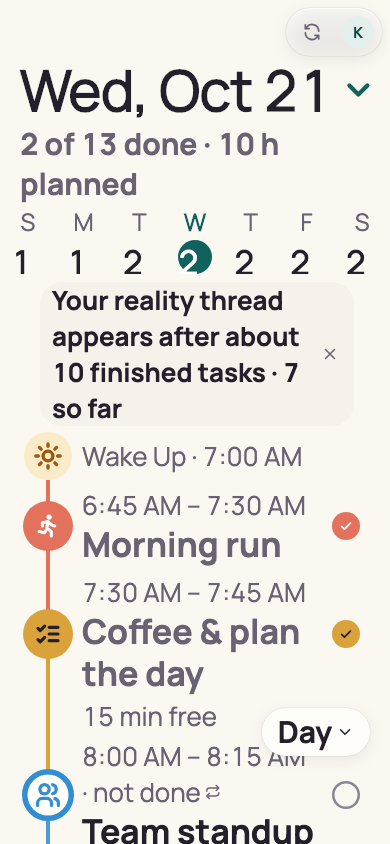 K
Wed, Oct 21
2 of 13 done · 10 h
planned
S M T W T F S
1 1 2 2 2 2 2
Your reality thread
appears after about
10 finished tasks · 7
so far
Wake Up · 7:00 AM
6:45 AM – 7:30 AM
Morning run
7:30 AM – 7:45 AM
Coffee & plan
the day
15 min free
Day
8:00 AM – 8:15 AM
· not done
Team standup